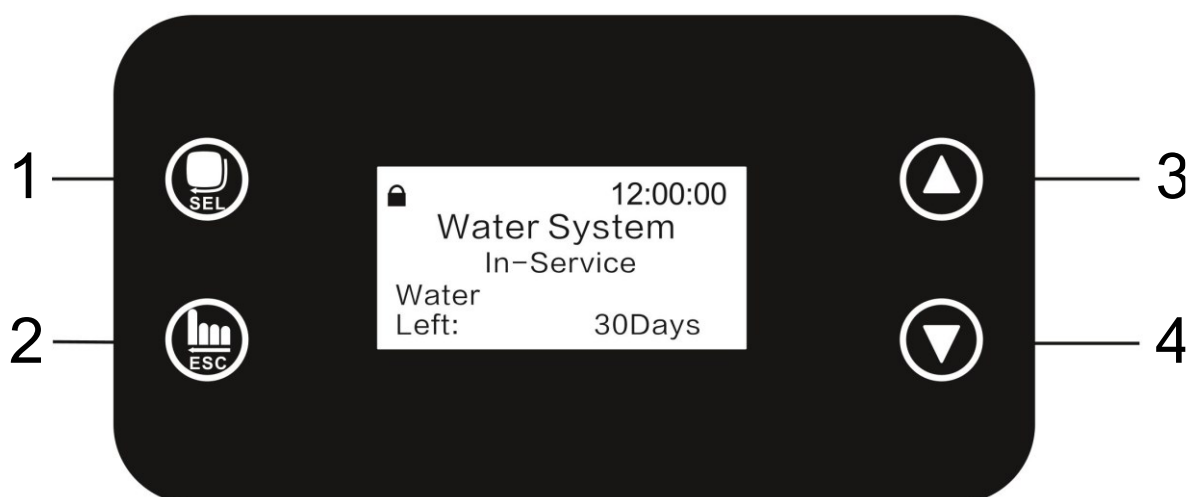 1
SEL
2
ESC
12:00:00
Water System
In-Service
Water
Left: 30Days
3
4